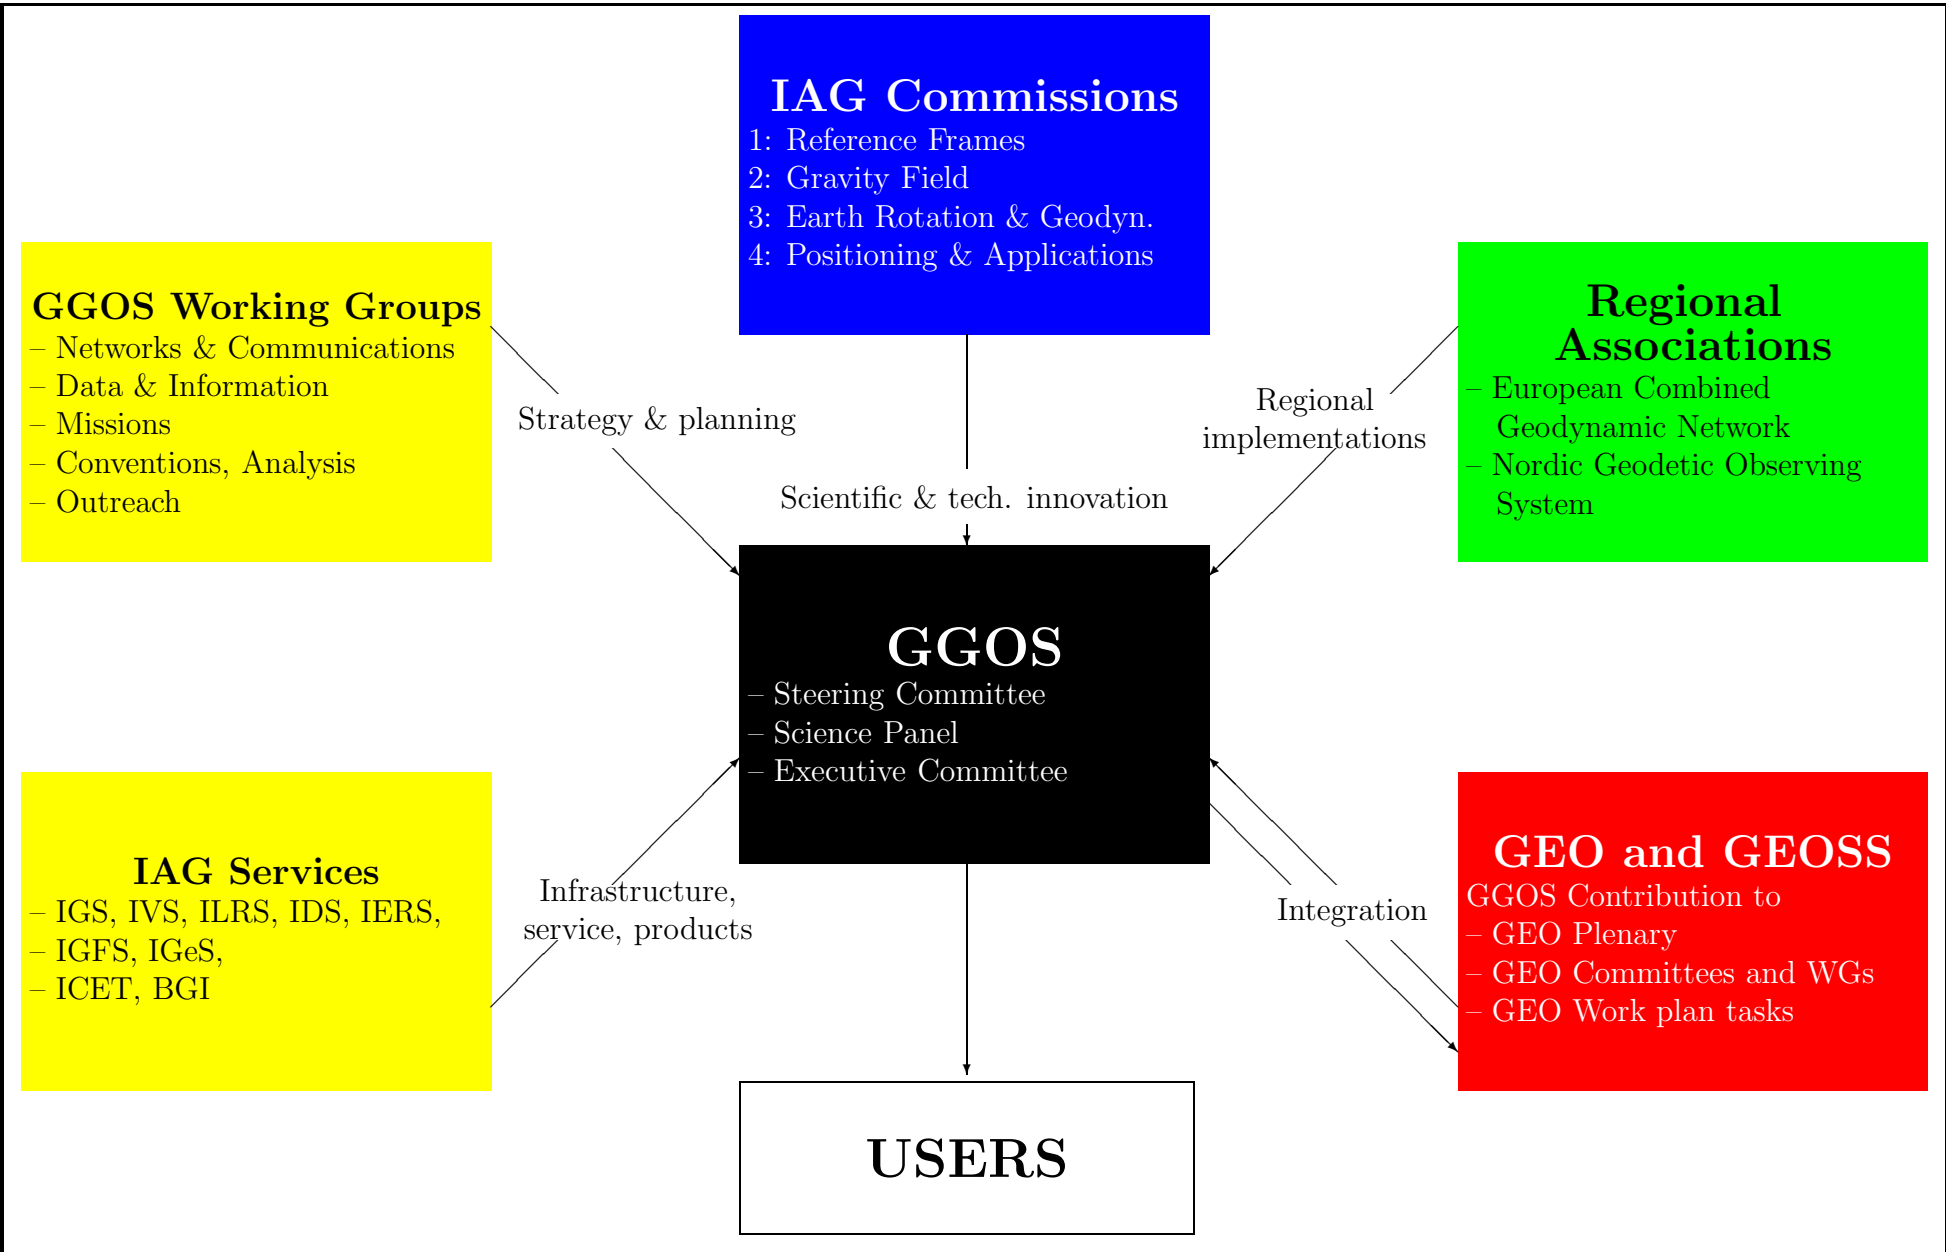 IAG Commissions
1: Reference Frames
2: Gravity Field
3: Earth Rotation & Geodyn.
4: Positioning & Applications
GGOS Working Groups
– Networks & Communications
– Data & Information
– Missions
– Conventions, Analysis
– Outreach
Regional
Associations
– European Combined
Geodynamic Network
– Nordic Geodetic Observing
System
Strategy & planning
Regional
implementations
Scientific & tech. innovation
GGOS
– Steering Committee
– Science Panel
– Executive Committee
IAG Services
– IGS, IVS, ILRS, IDS, IERS,
– IGFS, IGeS,
– ICET, BGI
Infrastructure,
service, products
Integration
GEO and GEOSS
GGOS Contribution to
– GEO Plenary
– GEO Committees and WGs
– GEO Work plan tasks
USERS